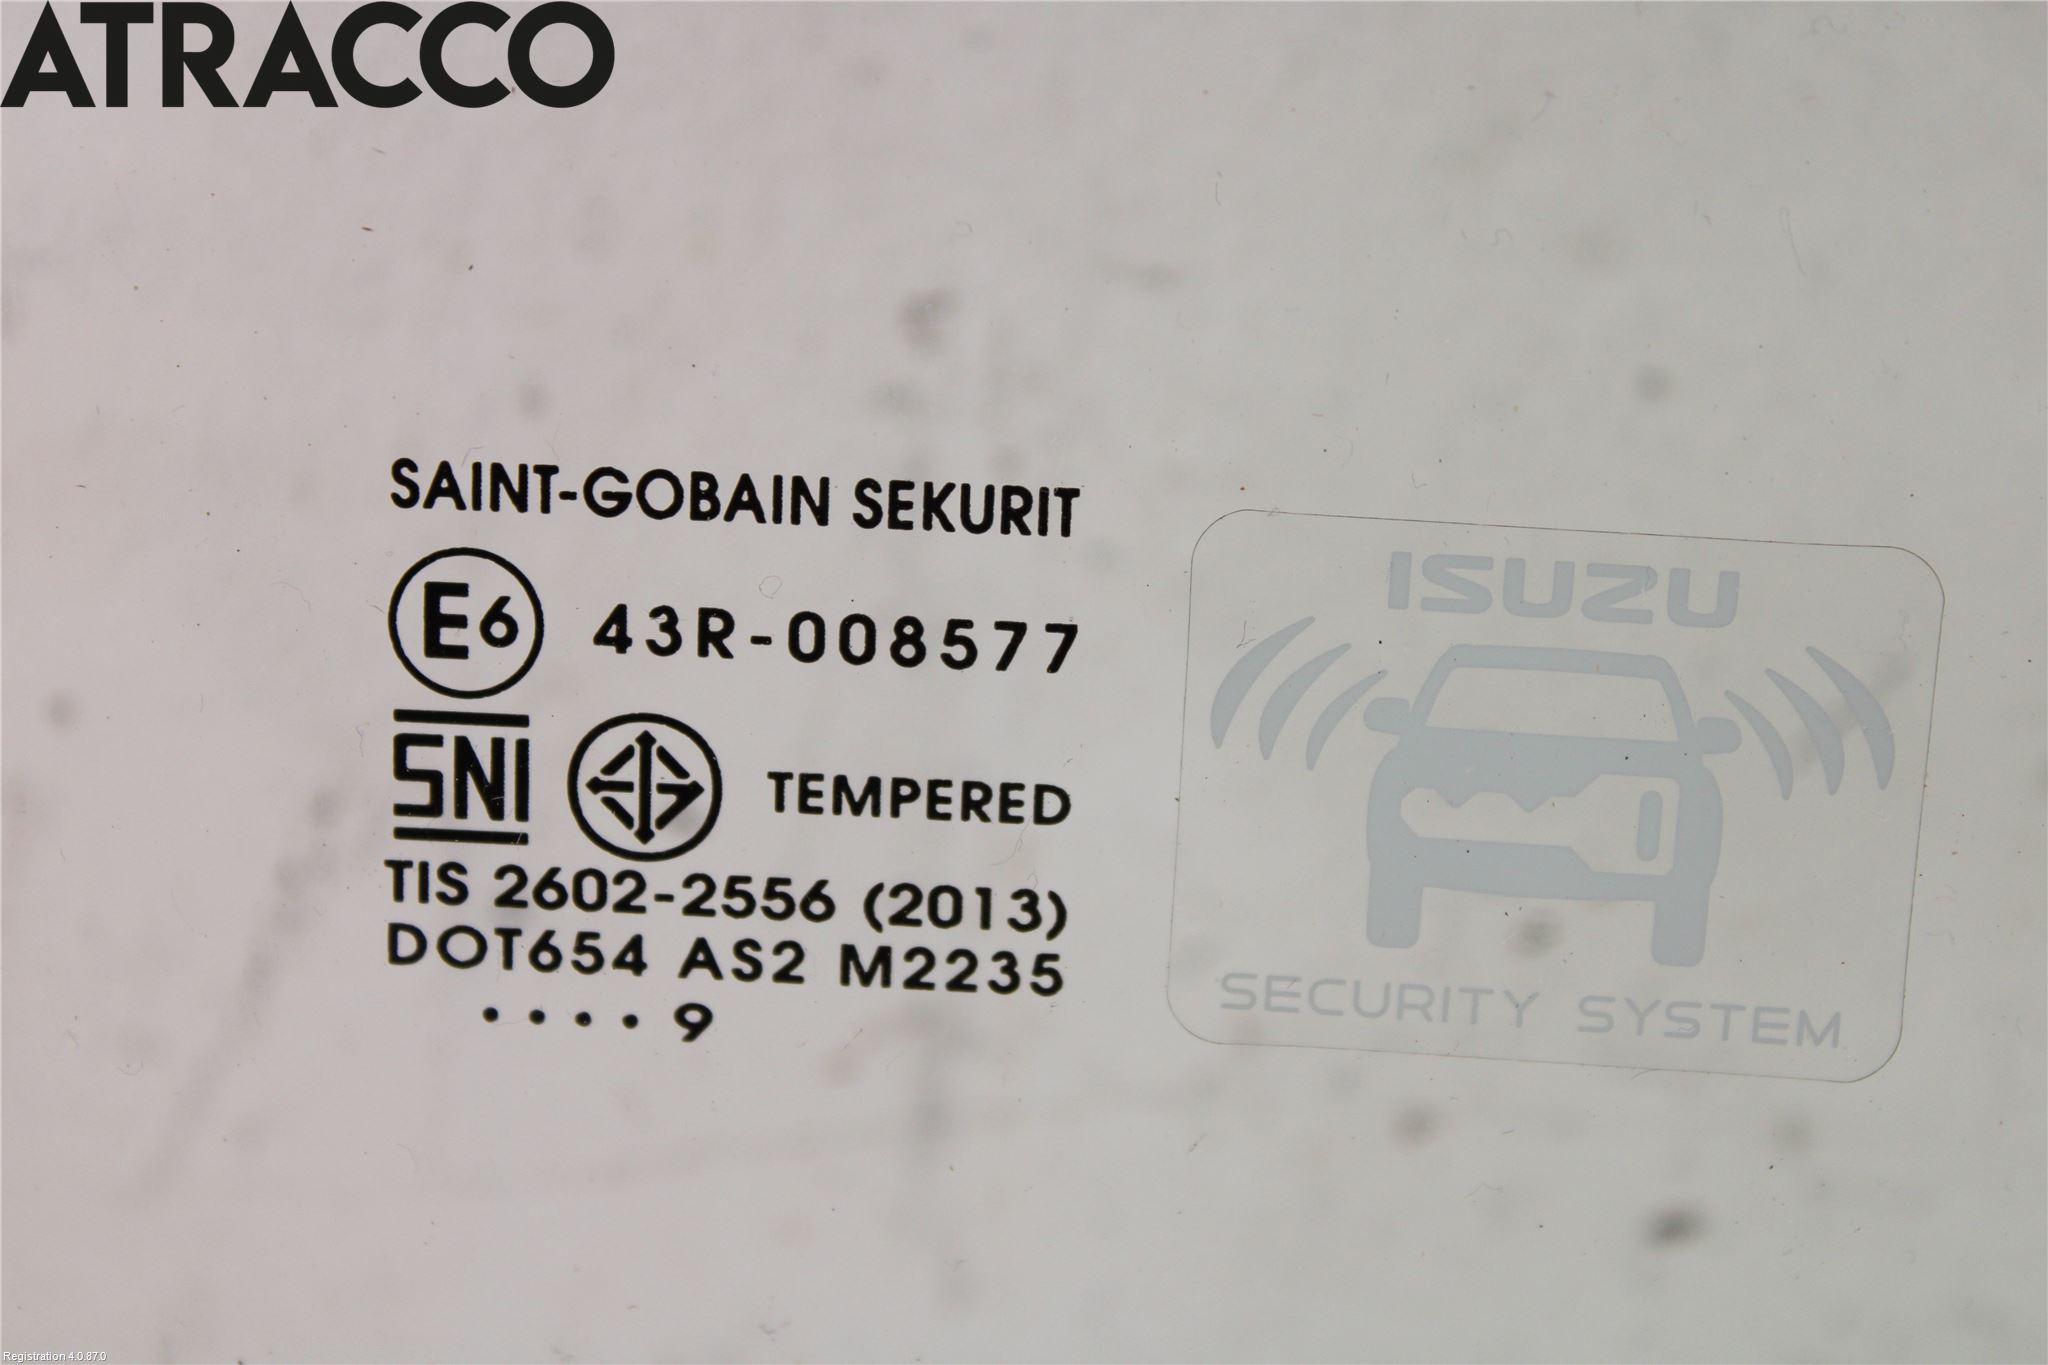 ATRACCO
SAINT-GOBAIN SEKURIT
E6 43R-008577
SNI TEMPERED
TIS 2602-2556 (2013)
DOT654 AS2 M2235
. . . . 9
ISUZU
SECURITY SYSTEM
Registration 4.0.87.0